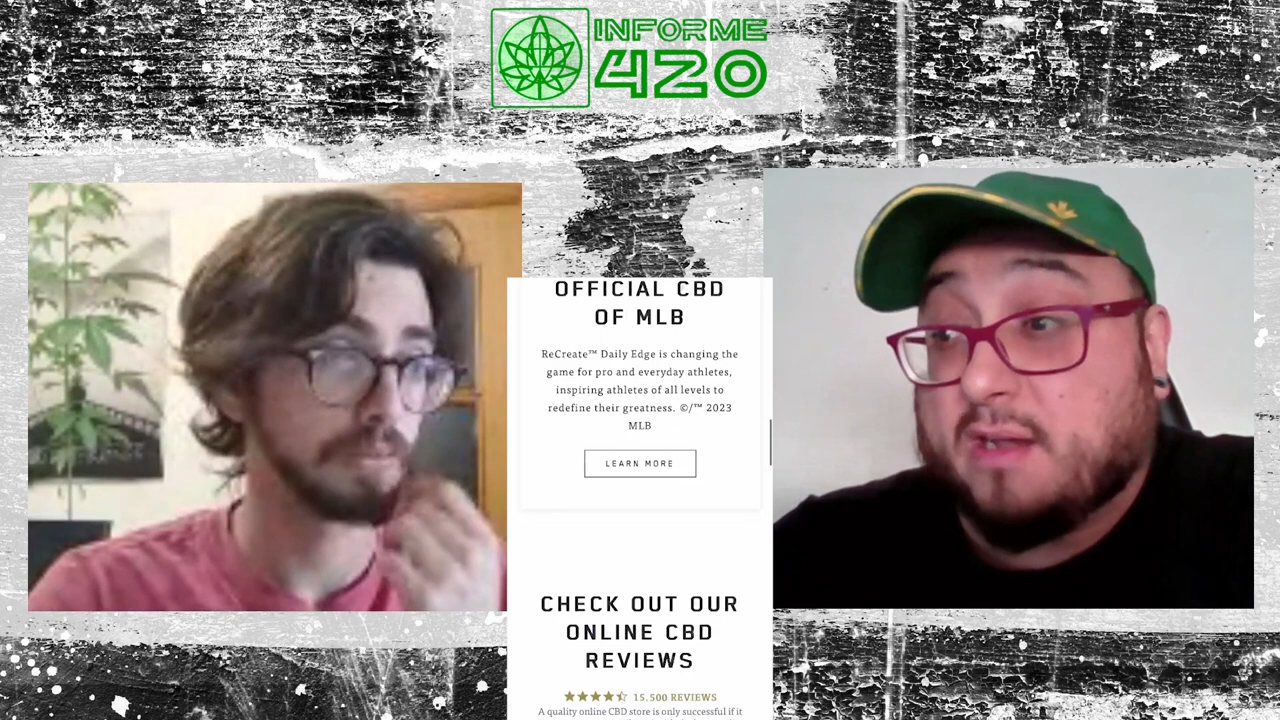 INFORME
420
OFFICIAL CBD
OF MLB
ReCreate™ Daily Edge is changing the
game for pro and everyday athletes,
inspiring athletes of all levels to
redefine their greatness. ©/™ 2023
MLB
LEARN MORE
CHECK OUT OUR
ONLINE CBD
REVIEWS
15,500 REVIEWS
A quality online CBD store is only successful if it